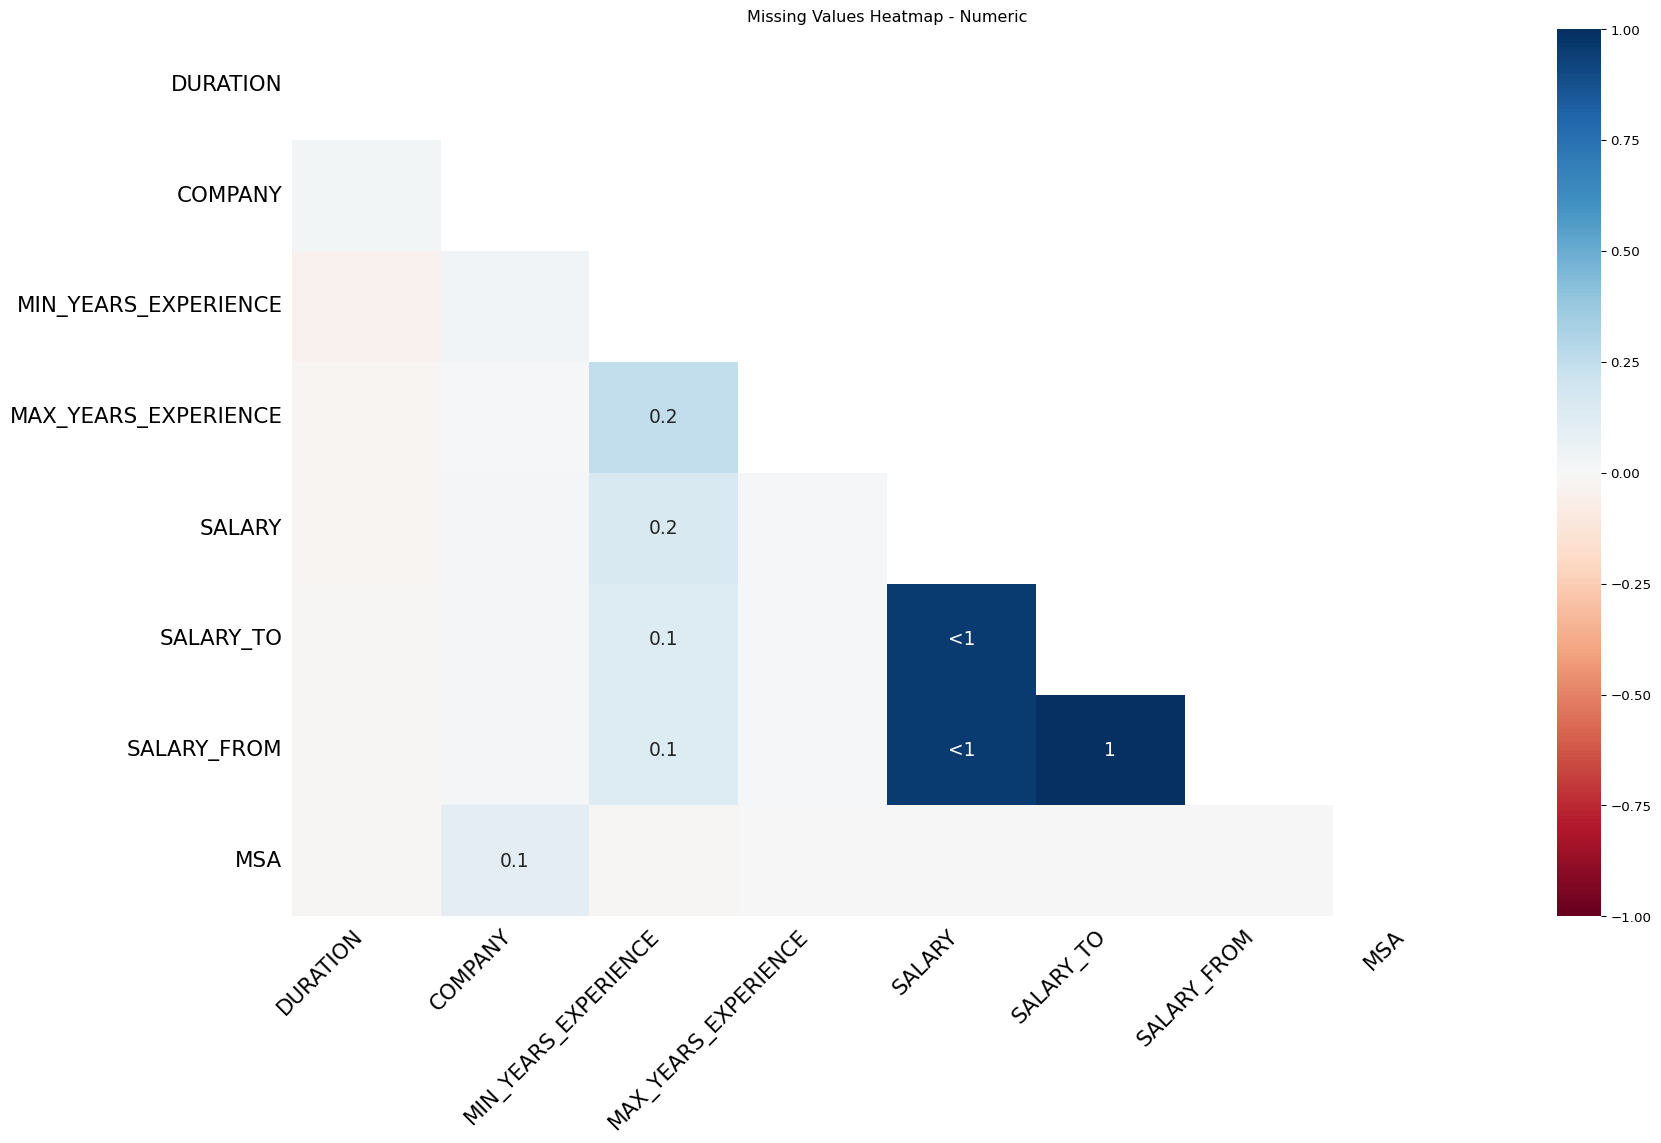 Missing Values Heatmap - Numeric
DURATION
COMPANY
MIN_YEARS_EXPERIENCE
MAX_YEARS_EXPERIENCE
0.2
SALARY
0.2
SALARY_TO
0.1
<1
SALARY_FROM
0.1
<1
1
MSA
0.1
DURATION
COMPANY
MIN_YEARS_EXPERIENCE
MAX_YEARS_EXPERIENCE
SALARY
SALARY_TO
SALARY_FROM
MSA
1.00
0.75
0.50
0.25
0.00
−0.25
−0.50
−0.75
−1.00